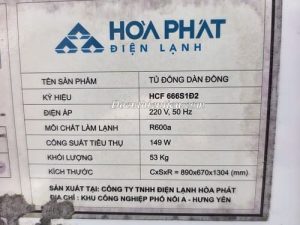 HÒA PHÁT
ĐIỆN LẠNH
TÊN SẢN PHẨM TỦ ĐÔNG DÀN ĐỒNG
KÝ HIỆU HCF 666S1Đ2
ĐIỆN ÁP 220 V, 50 Hz
MÔI CHẤT LÀM LẠNH R600a
CÔNG SUẤT TIÊU THỤ 149 W
KHỐI LƯỢNG 53 Kg
KÍCH THƯỚC CxSxR = 890x670x1304 (mm)
SẢN XUẤT TẠI: CÔNG TY TNHH ĐIỆN LẠNH HÒA PHÁT
ĐỊA CHỈ : KHU CÔNG NGHIỆP PHỐ NỐI A - HƯNG YÊN